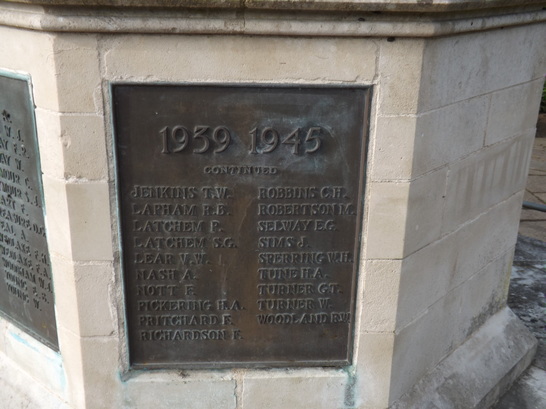 1939 1945
CONTINUED
JENKINS T.W.
LAPHAM R.B.
LATCHEM F.
LATCHEM S.G.
LEAP V.W.
NASH A.
NOTT F.
PICKERING H.A.
PRITCHARD F.
RICHARDSON F.
ROBBINS C.H.
ROBERTSON M.
SELWAY E.G.
SIMS J.
SPERRING W.H.
TUNE H.A.
TURNER G.T.
TURNER W.
WOODLAND R.W.